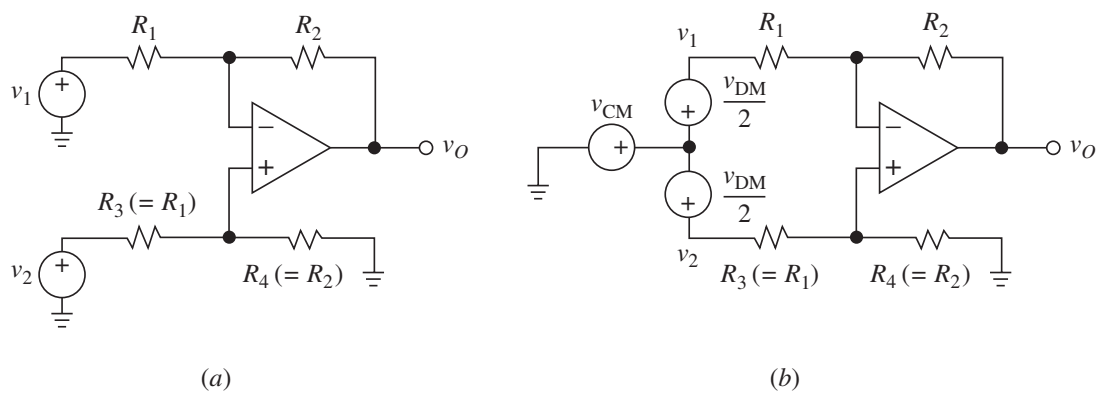 R1
R2
v1
+
−
+
vO
R3 (= R1)
v2
+
R4 (= R2)
(a)
v1
R1
R2
vDM
2
+
vCM
+
−
+
vO
vDM
2
+
v2
R3 (= R1)
R4 (= R2)
(b)